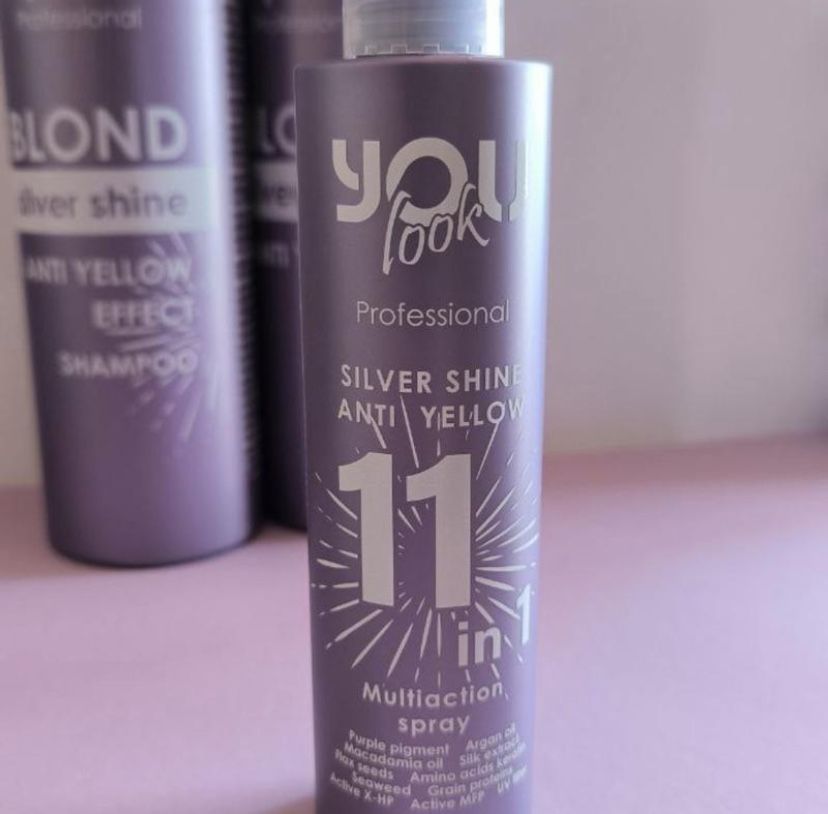 Professional
BLOND
silver shine
ANTI YELLOW
EFFECT
SHAMPOO
YOU
look
Professional
SILVER SHINE
ANTI YELLOW
11
in 1
Multiaction
spray
Purple pigment Argan oil
Macadamia oil Silk extract
Flax seeds Amino acids keratin
Seaweed Grain proteins UV filter
Active X-HP Active MFP